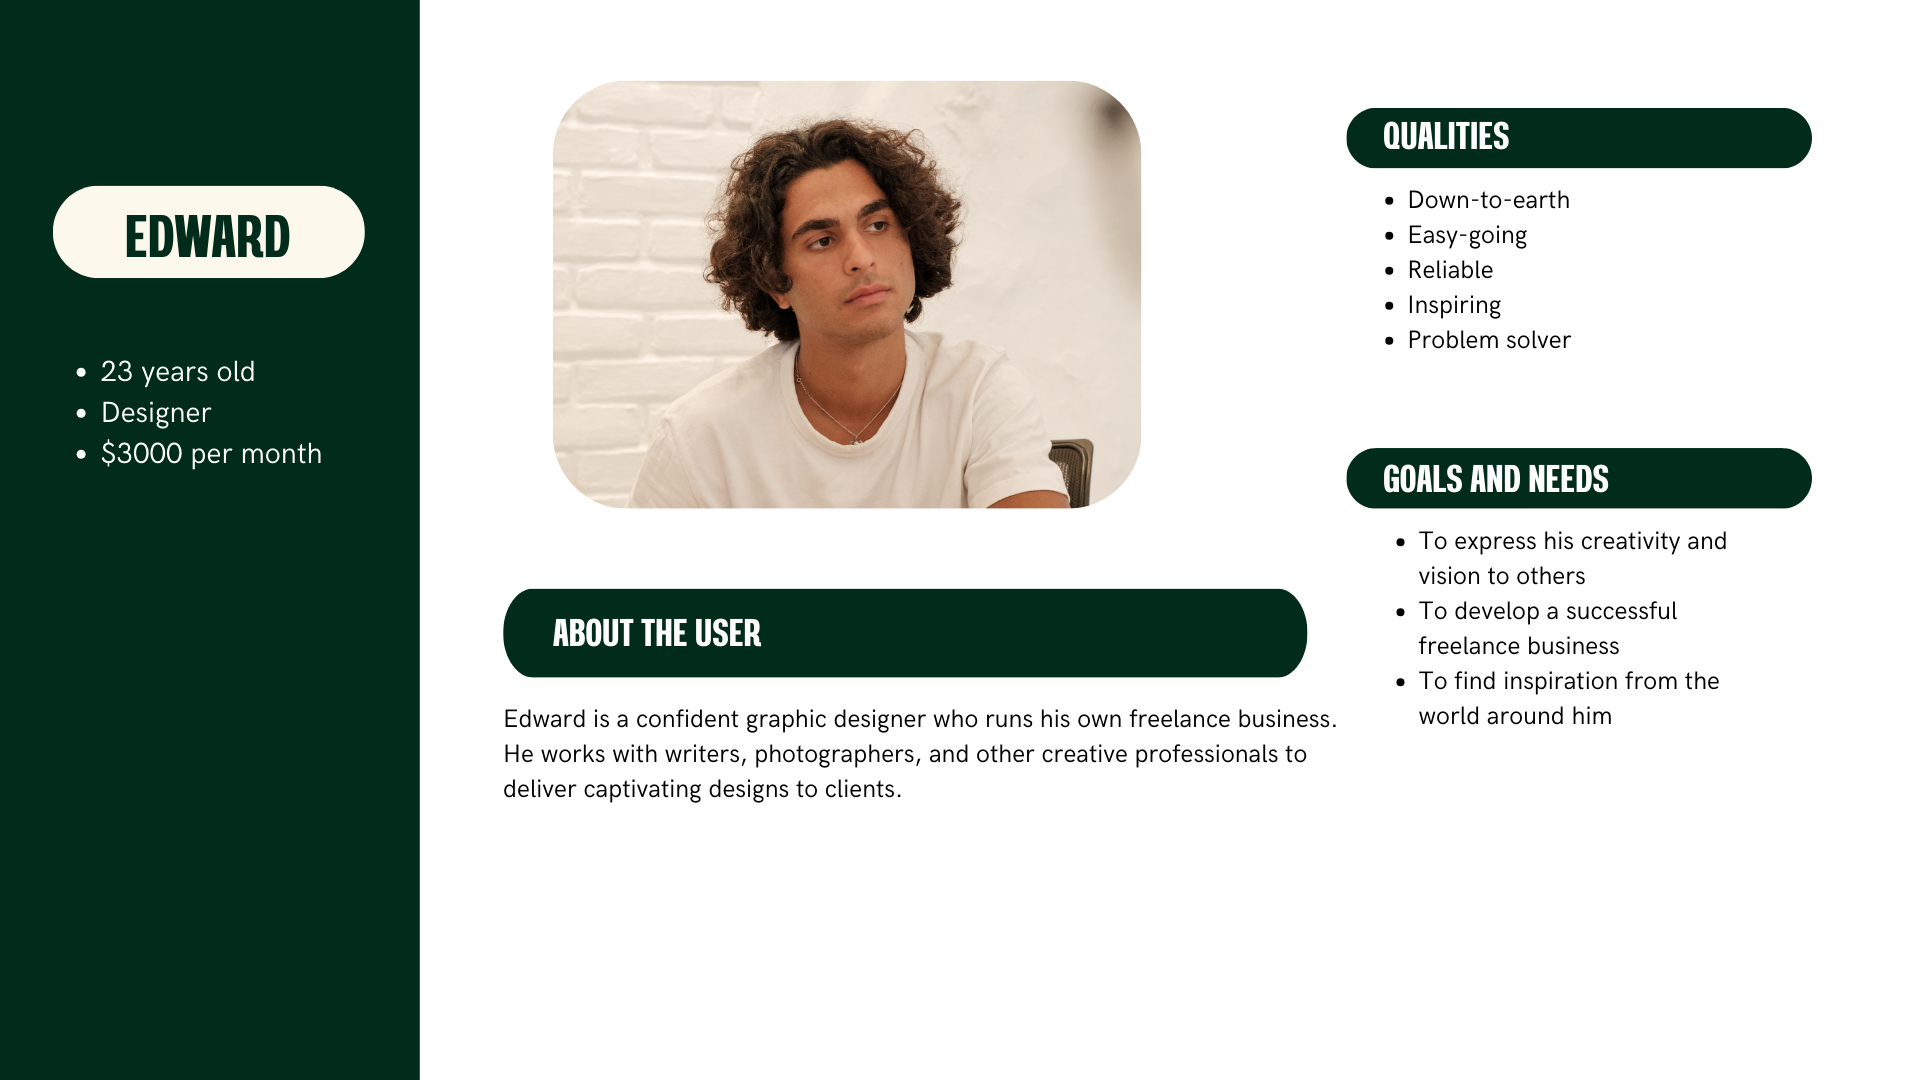 EDWARD
23 years old
Designer
$3000 per month
ABOUT THE USER
Edward is a confident graphic designer who runs his own freelance business.
He works with writers, photographers, and other creative professionals to
deliver captivating designs to clients.
QUALITIES
Down-to-earth
Easy-going
Reliable
Inspiring
Problem solver
GOALS AND NEEDS
To express his creativity and
vision to others
To develop a successful
freelance business
To find inspiration from the
world around him